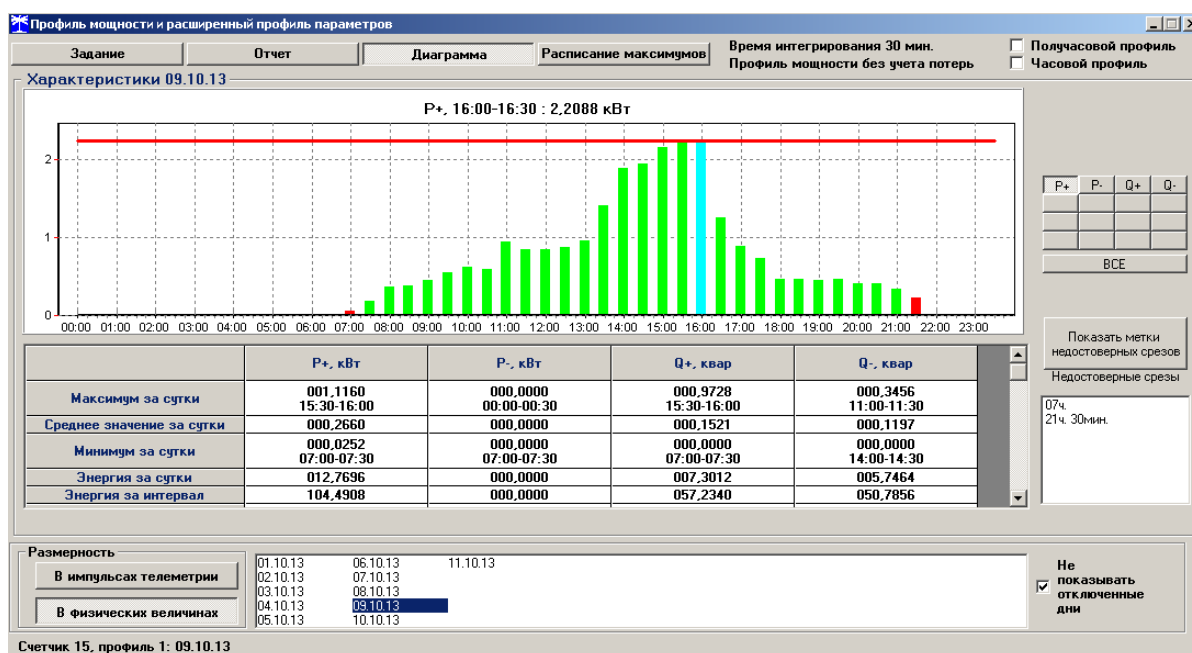 Профиль мощности и расширенный профиль параметров
Задание Отчет Диаграмма Расписание максимумов
Время интегрирования 30 мин.
Профиль мощности без учета потерь
Получасовой профиль
Часовой профиль
Характеристики 09.10.13
P+, 16:00-16:30 : 2,2088 кВт
2
1
0
00:00 01:00 02:00 03:00 04:00 05:00 06:00 07:00 08:00 09:00 10:00 11:00 12:00 13:00 14:00 15:00 16:00 17:00 18:00 19:00 20:00 21:00 22:00 23:00
P+ P- Q+ Q-
ВСЕ
Показать метки
недостоверных срезов
Недостоверные срезы
07ч.
21ч. 30мин.
P+, кВт P-, кВт Q+, квар Q-, квар
Максимум за сутки 001,1160 000,0000 000,9728 000,3456
15:30-16:00 00:00-00:30 15:30-16:00 11:00-11:30
Среднее значение за сутки 000,2660 000,0000 000,1521 000,1197
Минимум за сутки 000,0252 000,0000 000,0000 000,0000
07:00-07:30 07:00-07:30 07:00-07:30 14:00-14:30
Энергия за сутки 012,7696 000,0000 007,3012 005,7464
Энергия за интервал 104,4908 000,0000 057,2340 050,7856
Размерность
В импульсах телеметрии
В физических величинах
01.10.13 06.10.13 11.10.13
02.10.13 07.10.13
03.10.13 08.10.13
04.10.13 09.10.13
05.10.13 10.10.13
Не
показывать
отключенные
дни
Счетчик 15, профиль 1: 09.10.13